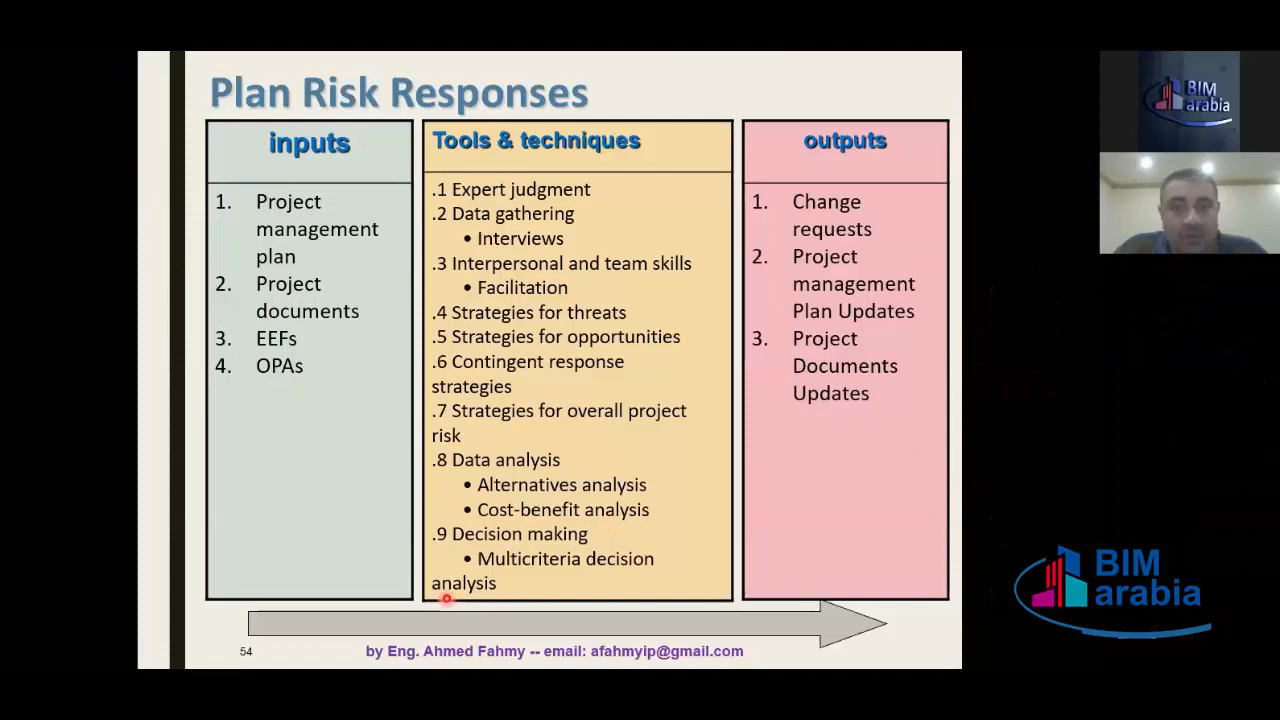 Plan Risk Responses
inputs
1. Project
management
plan
2. Project
documents
3. EEFs
4. OPAs
Tools & techniques
.1 Expert judgment
.2 Data gathering
• Interviews
.3 Interpersonal and team skills
• Facilitation
.4 Strategies for threats
.5 Strategies for opportunities
.6 Contingent response
strategies
.7 Strategies for overall project
risk
.8 Data analysis
• Alternatives analysis
• Cost-benefit analysis
.9 Decision making
• Multicriteria decision
analysis
outputs
1. Change
requests
2. Project
management
Plan Updates
3. Project
Documents
Updates
54
by Eng. Ahmed Fahmy -- email: afahmyip@gmail.com
BIM
arabia
BIM
arabia